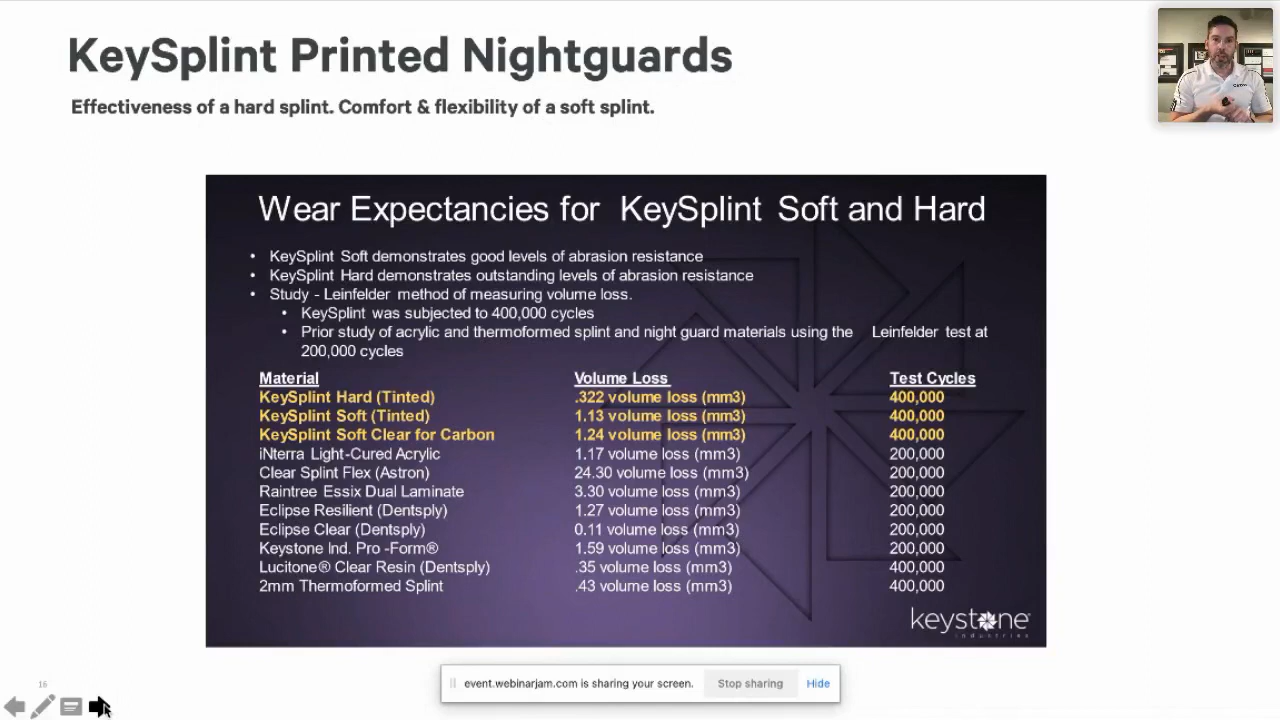 KeySplint Printed Nightguards
Effectiveness of a hard splint. Comfort & flexibility of a soft splint.
Wear Expectancies for KeySplint Soft and Hard
• KeySplint Soft demonstrates good levels of abrasion resistance
• KeySplint Hard demonstrates outstanding levels of abrasion resistance
• Study - Leinfelder method of measuring volume loss.
• KeySplint was subjected to 400,000 cycles
• Prior study of acrylic and thermoformed splint and night guard materials using the Leinfelder test at
200,000 cycles
Material Volume Loss Test Cycles
KeySplint Hard (Tinted) .322 volume loss (mm3) 400,000
KeySplint Soft (Tinted) 1.13 volume loss (mm3) 400,000
KeySplint Soft Clear for Carbon 1.24 volume loss (mm3) 400,000
iNterra Light-Cured Acrylic 1.17 volume loss (mm3) 200,000
Clear Splint Flex (Astron) 24.30 volume loss (mm3) 200,000
Raintree Essix Dual Laminate 3.30 volume loss (mm3) 200,000
Eclipse Resilient (Dentsply) 1.27 volume loss (mm3) 200,000
Eclipse Clear (Dentsply) 0.11 volume loss (mm3) 200,000
Keystone Ind. Pro -Form® 1.59 volume loss (mm3) 200,000
Lucitone® Clear Resin (Dentsply) .35 volume loss (mm3) 400,000
2mm Thermoformed Splint .43 volume loss (mm3) 400,000
keystone
industries
16
event.webinarjam.com is sharing your screen. Stop sharing Hide